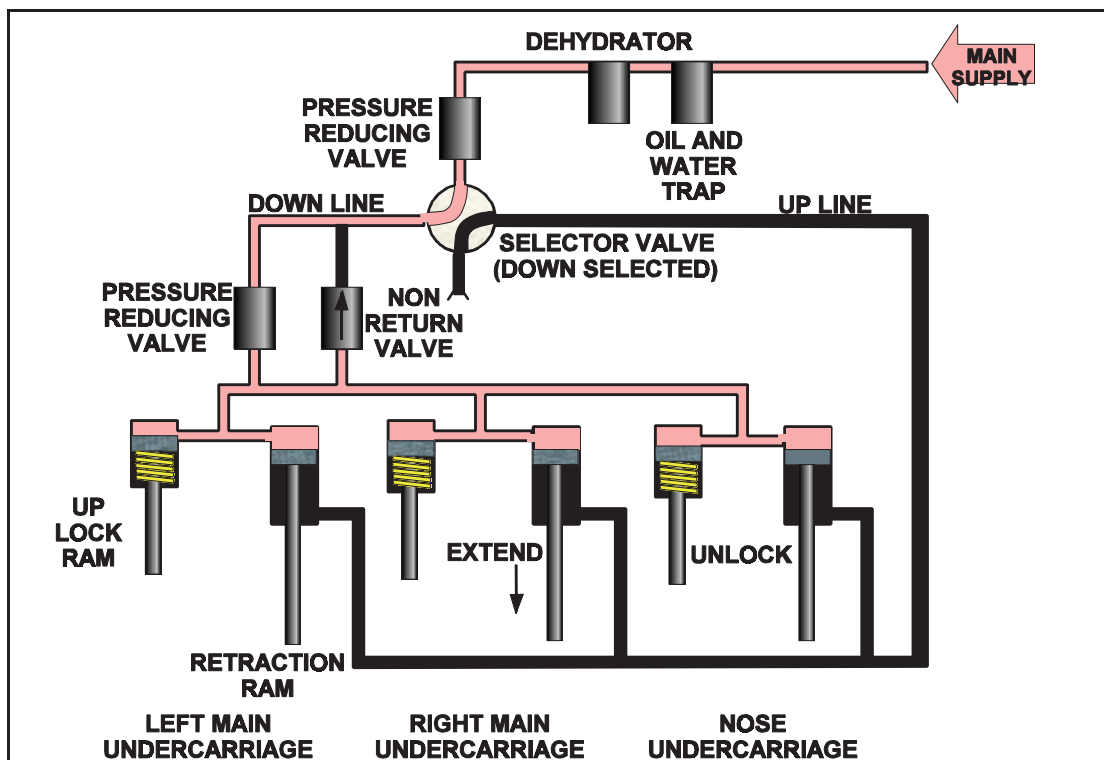 DEHYDRATOR
MAIN
SUPPLY
PRESSURE
REDUCING
VALVE
OIL AND
WATER
TRAP
DOWN LINE
UP LINE
SELECTOR VALVE
(DOWN SELECTED)
PRESSURE
REDUCING
VALVE
NON
RETURN
VALVE
UP
LOCK
RAM
EXTEND
UNLOCK
RETRACTION
RAM
LEFT MAIN
UNDERCARRIAGE
RIGHT MAIN
UNDERCARRIAGE
NOSE
UNDERCARRIAGE